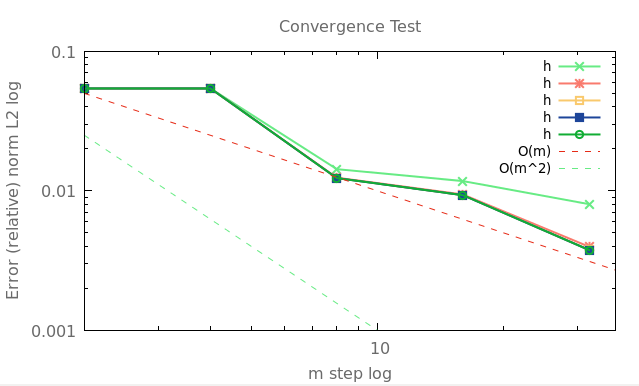 Convergence Test
Error (relative) norm L2 log
0.1
0.01
0.001
h
h
h
h
h
O(m)
O(m^2)
10
m step log